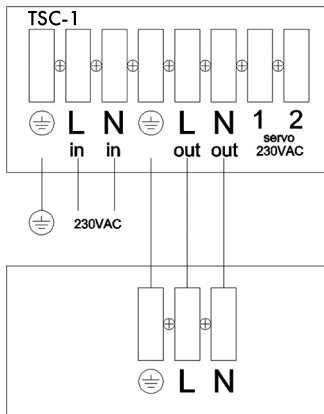 TSC-1
L N L N 1 2
in in out out servo
230VAC
230VAC
L N